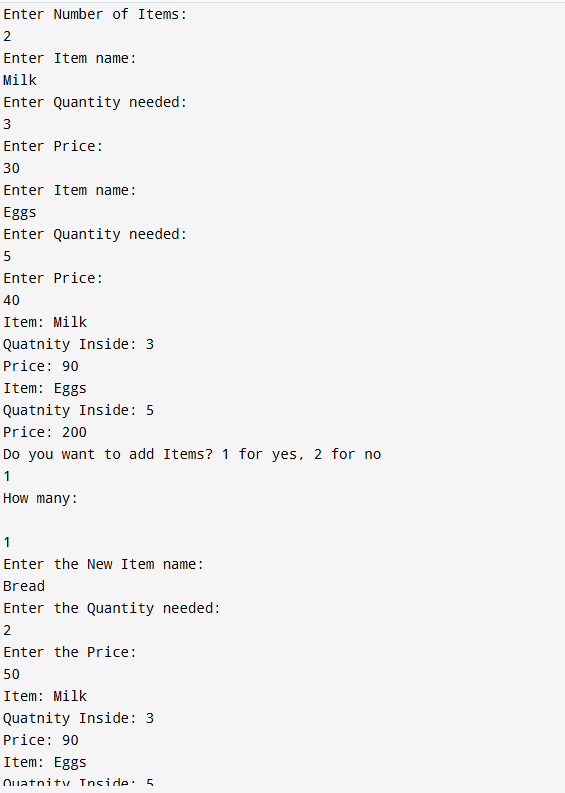 Enter Number of Items:
2
Enter Item name:
Milk
Enter Quantity needed:
3
Enter Price:
30
Enter Item name:
Eggs
Enter Quantity needed:
5
Enter Price:
40
Item: Milk
Quatnity Inside: 3
Price: 90
Item: Eggs
Quatnity Inside: 5
Price: 200
Do you want to add Items? 1 for yes, 2 for no
1
How many:
1
Enter the New Item name:
Bread
Enter the Quantity needed:
2
Enter the Price:
50
Item: Milk
Quatnity Inside: 3
Price: 90
Item: Eggs
Quatnity Inside: 5